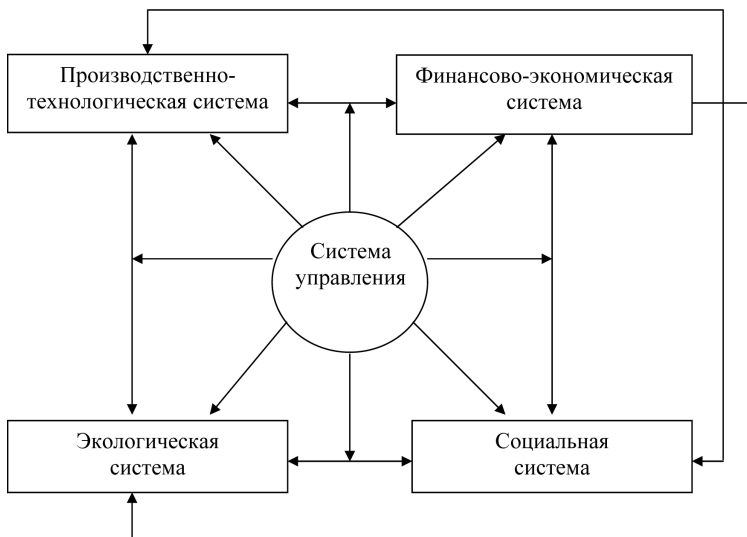 Производственно-
технологическая система
Финансово-экономическая
система
Система
управления
Экологическая
система
Социальная
система